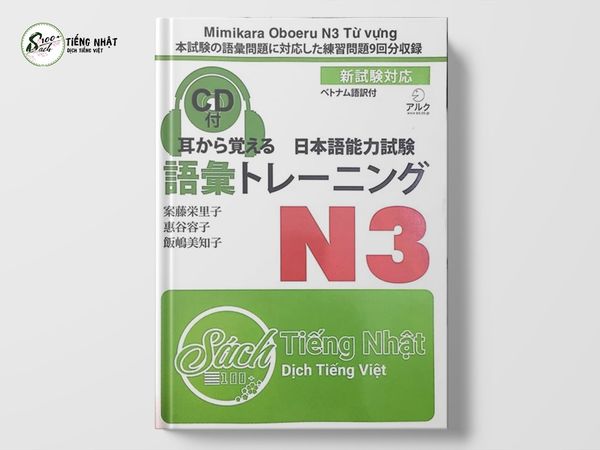 Sách
100+
TIẾNG NHẬT
DỊCH TIẾNG VIỆT
Mimikara Oboeru N3 Từ vựng
本試験の語彙問題に対応した練習問題9回分収録
新試験対応
ベトナム語訳付
アルク
CD
付
耳から覚える 日本語能力試験
語彙トレーニング
案藤栄里子
惠谷容子
飯嶋美知子
N3
Sách
100+
Tiếng Nhật
Dịch Tiếng Việt